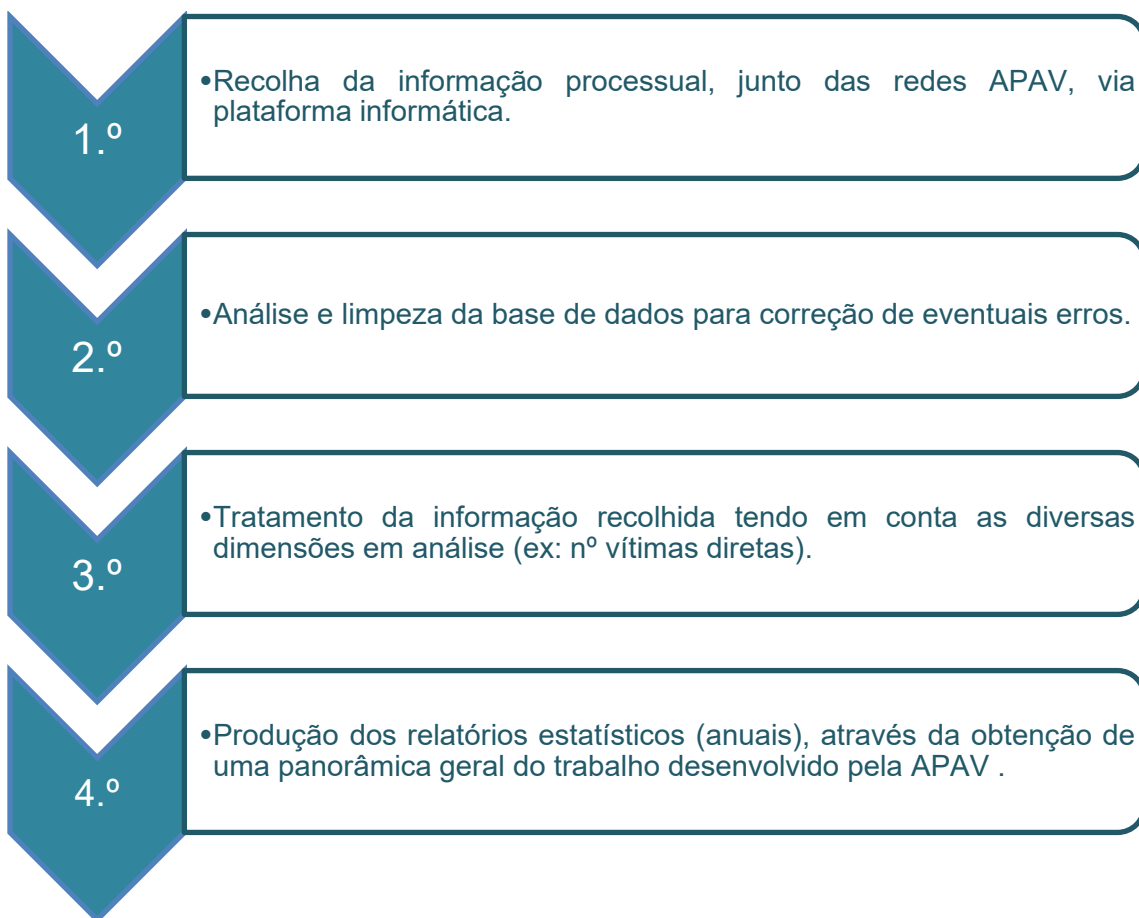 1.º
•Recolha da informação processual, junto das redes APAV, via
plataforma informática.
2.º
•Análise e limpeza da base de dados para correção de eventuais erros.
3.º
•Tratamento da informação recolhida tendo em conta as diversas
dimensões em análise (ex: nº vítimas diretas).
4.º
•Produção dos relatórios estatísticos (anuais), através da obtenção de
uma panorâmica geral do trabalho desenvolvido pela APAV .